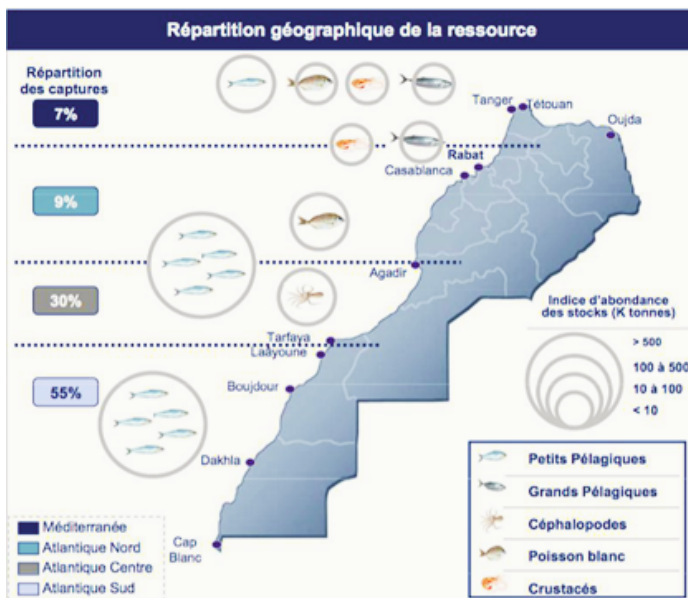 Répartition géographique de la ressource
Répartition
des captures
7%
9%
30%
55%
Tanger
Tétouan
Oujda
Rabat
Casablanca
Agadir
Tarfaya
Laâyoune
Boujdour
Dakhla
Cap
Blanc
Indice d'abondance
des stocks (K tonnes)
> 500
100 à 500
10 à 100
< 10
Petits Pélagiques
Grands Pélagiques
Céphalopodes
Poisson blanc
Crustacés
Méditerranée
Atlantique Nord
Atlantique Centre
Atlantique Sud